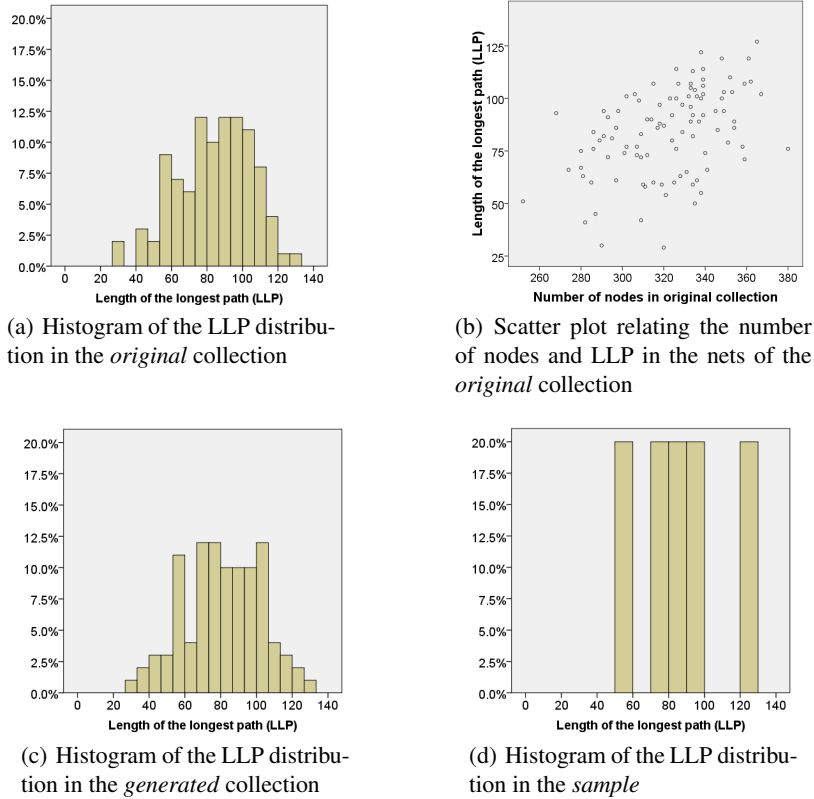 20.0%
17.5%
15.0%
12.5%
10.0%
7.5%
5.0%
2.5%
0.0%
0 20 40 60 80 100 120 140
Length of the longest path (LLP)
(a) Histogram of the LLP distribu-
tion in the original collection
Length of the longest path (LLP)
125
100
75
50
25
260 280 300 320 340 360 380
Number of nodes in original collection
(b) Scatter plot relating the number
of nodes and LLP in the nets of the
original collection
20.0%
17.5%
15.0%
12.5%
10.0%
7.5%
5.0%
2.5%
0.0%
0 20 40 60 80 100 120 140
Length of the longest path (LLP)
(c) Histogram of the LLP distribu-
tion in the generated collection
20.0%
17.5%
15.0%
12.5%
10.0%
7.5%
5.0%
2.5%
0.0%
0 20 40 60 80 100 120 140
Length of the longest path (LLP)
(d) Histogram of the LLP distribu-
tion in the sample